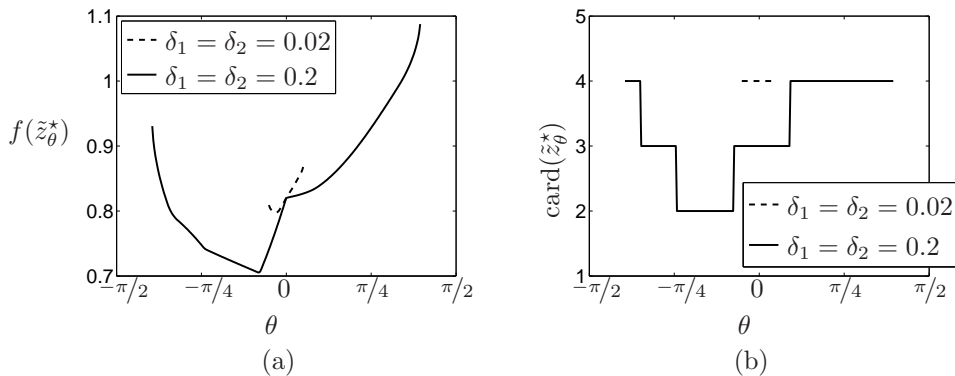 1.1
1
0.9
0.8
0.7
f(z̃*_θ)
δ₁ = δ₂ = 0.02
δ₁ = δ₂ = 0.2
−π/2
−π/4
0
π/4
π/2
θ
(a)
5
4
3
2
1
card(z̃*_θ)
δ₁ = δ₂ = 0.02
δ₁ = δ₂ = 0.2
−π/2
−π/4
0
π/4
π/2
θ
(b)